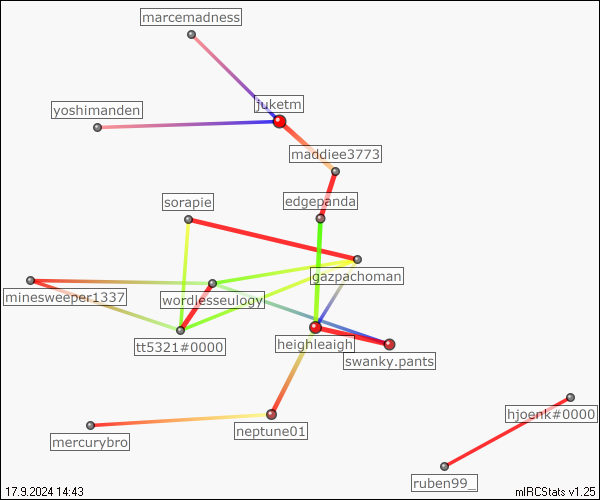 marcemadness
juketm
yoshimanden
maddiee3773
sorapie
edgepanda
gazpachoman
minesweeper1337
wordlesseulogy
tt5321#0000
heighleaigh
swanky.pants
hjoenk#0000
neptune01
mercurybro
ruben99_
17.9.2024 14:43
mIRCStats v1.25